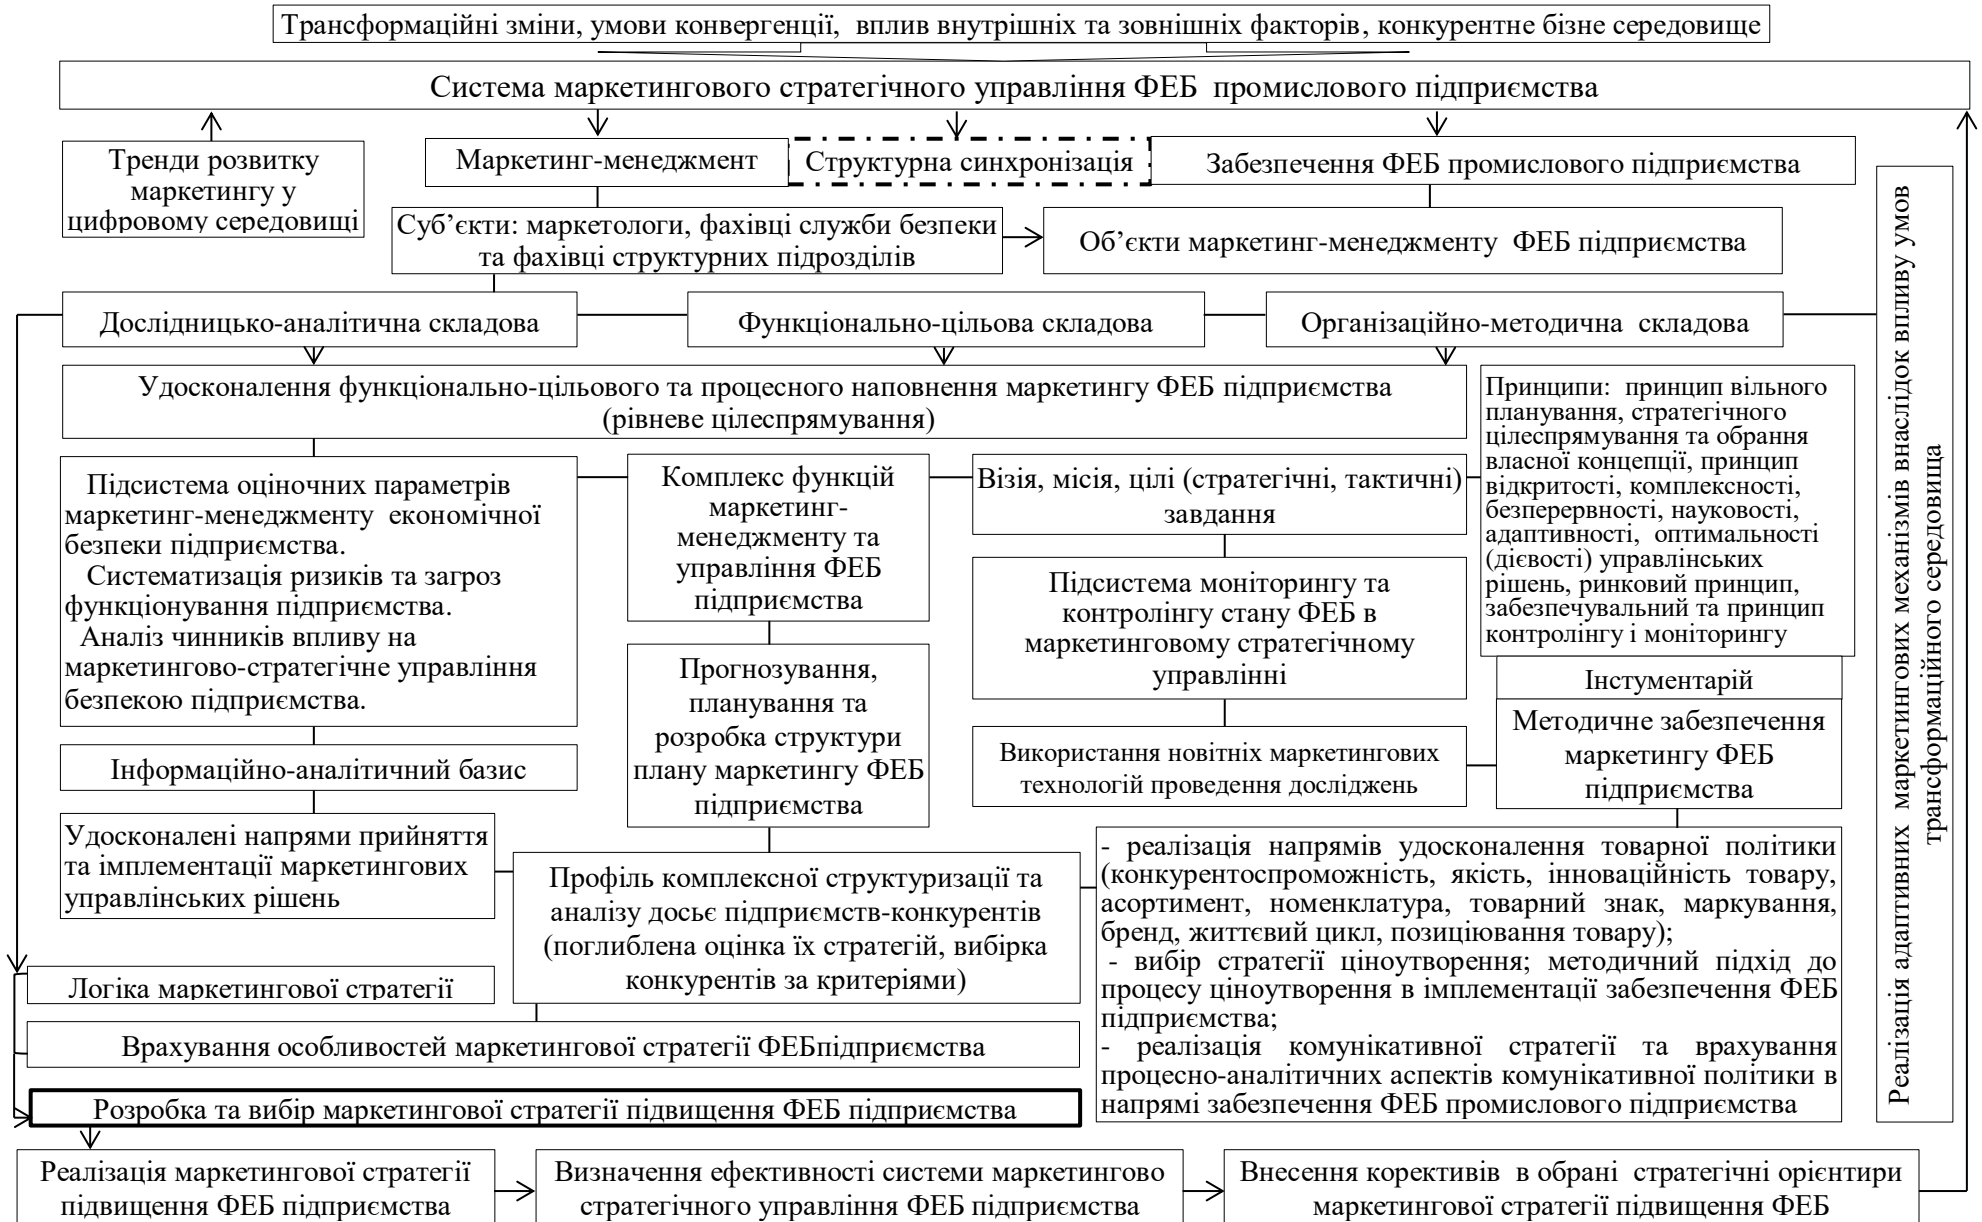 Трансформаційні зміни, умови конвергенції, вплив внутрішніх та зовнішніх факторів, конкурентне бізне середовище
Система маркетингового стратегічного управління ФЕБ промислового підприємства
Тренди розвитку
маркетингу у
цифровому середовищі
Маркетинг-менеджмент
Структурна синхронізація
Забезпечення ФЕБ промислового підприємства
Суб’єкти: маркетологи, фахівці служби безпеки
та фахівці структурних підрозділів
Об’єкти маркетинг-менеджменту ФЕБ підприємства
Дослідницько-аналітична складова
Функціонально-цільова складова
Організаційно-методична складова
Удосконалення функціонально-цільового та процесного наповнення маркетингу ФЕБ підприємства
(рівневе цілеспрямування)
Принципи: принцип вільного
планування, стратегічного
цілеспрямування та обрання
власної концепції, принцип
відкритості, комплексності,
безперервності, науковості,
адаптивності, оптимальності
(дієвості) управлінських
рішень, ринковий принцип,
забезпечувальний та принцип
контролінгу і моніторингу
Підсистема оціночних параметрів
маркетинг-менеджменту економічної
безпеки підприємства.
Систематизація ризиків та загроз
функціонування підприємства.
Аналіз чинників впливу на
маркетингово-стратегічне управління
безпекою підприємства.
Комплекс функцій
маркетинг-
менеджменту та
управління ФЕБ
підприємства
Візія, місія, цілі (стратегічні, тактичні)
завдання
Підсистема моніторингу та
контролінгу стану ФЕБ в
маркетинговому стратегічному
управлінні
Прогнозування,
планування та
розробка структури
плану маркетингу ФЕБ
підприємства
Інстументарій
Методичне забезпечення
маркетингу ФЕБ
підприємства
Інформаційно-аналітичний базис
Використання новітніх маркетингових
технологій проведення досліджень
Удосконалені напрями прийняття
та імплементації маркетингових
управлінських рішень
Профіль комплексної структуризації та
аналізу досьє підприємств-конкурентів
(поглиблена оцінка їх стратегій, вибірка
конкурентів за критеріями)
- реалізація напрямів удосконалення товарної політики
(конкурентоспроможність, якість, інноваційність товару,
асортимент, номенклатура, товарний знак, маркування,
бренд, життєвий цикл, позиціювання товару);
- вибір стратегії ціноутворення; методичний підхід до
процесу ціноутворення в імплементації забезпечення ФЕБ
підприємства;
- реалізація комунікативної стратегії та врахування
процесно-аналітичних аспектів комунікативної політики в
напрямі забезпечення ФЕБ промислового підприємства
Логіка маркетингової стратегії
Врахування особливостей маркетингової стратегії ФЕБпідприємства
Розробка та вибір маркетингової стратегії підвищення ФЕБ підприємства
Реалізація маркетингової стратегії
підвищення ФЕБ підприємства
Визначення ефективності системи маркетингово
стратегічного управління ФЕБ підприємства
Внесення корективів в обрані стратегічні орієнтири
маркетингової стратегії підвищення ФЕБ
Реалізація адаптивних маркетингових механізмів внаслідок впливу умов
трансформаційного середовища